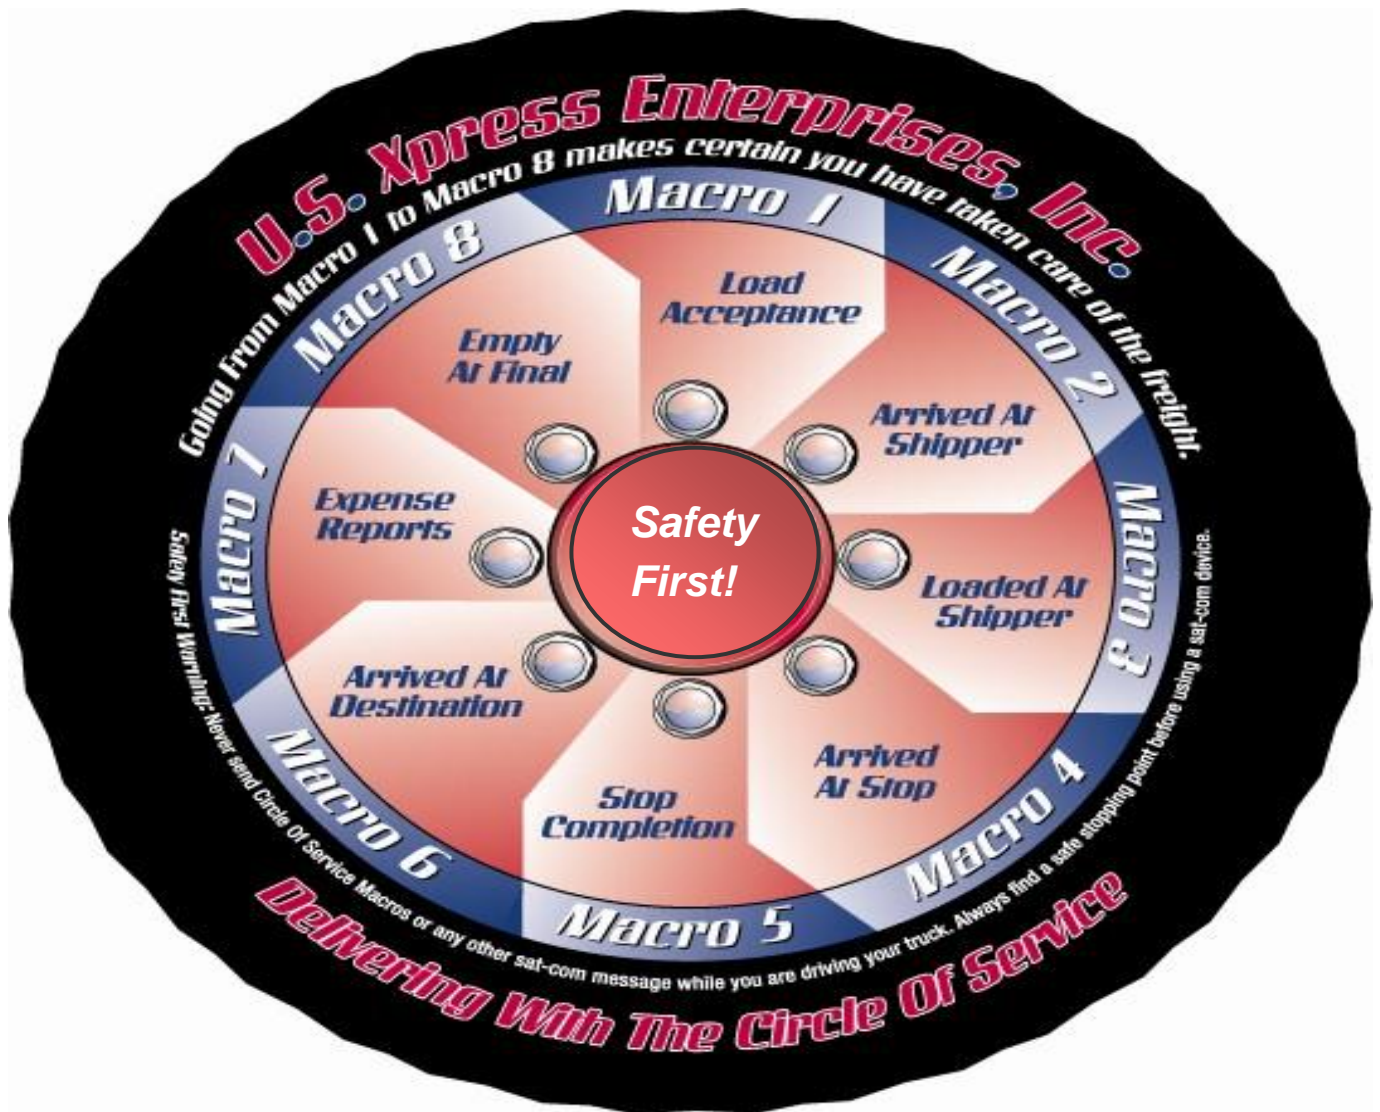 U.S. Xpress Enterprises, Inc.
Going From Macro 1 to Macro 8 makes certain you have taken care of the freight.
Macro 1
Load
Acceptance
Macro 2
Arrived At
Shipper
Macro 3
Loaded At
Shipper
Macro 4
Arrived
At Stop
Macro 5
Stop
Completion
Macro 6
Arrived At
Destination
Macro 7
Expense
Reports
Macro 8
Empty
At Final
Safety
First!
Safety First Warning: Never send Circle Of Service Macros or any other sat-com message while you are driving your truck. Always find a safe stopping point before using a sat-com device.
Delivering With The Circle Of Service